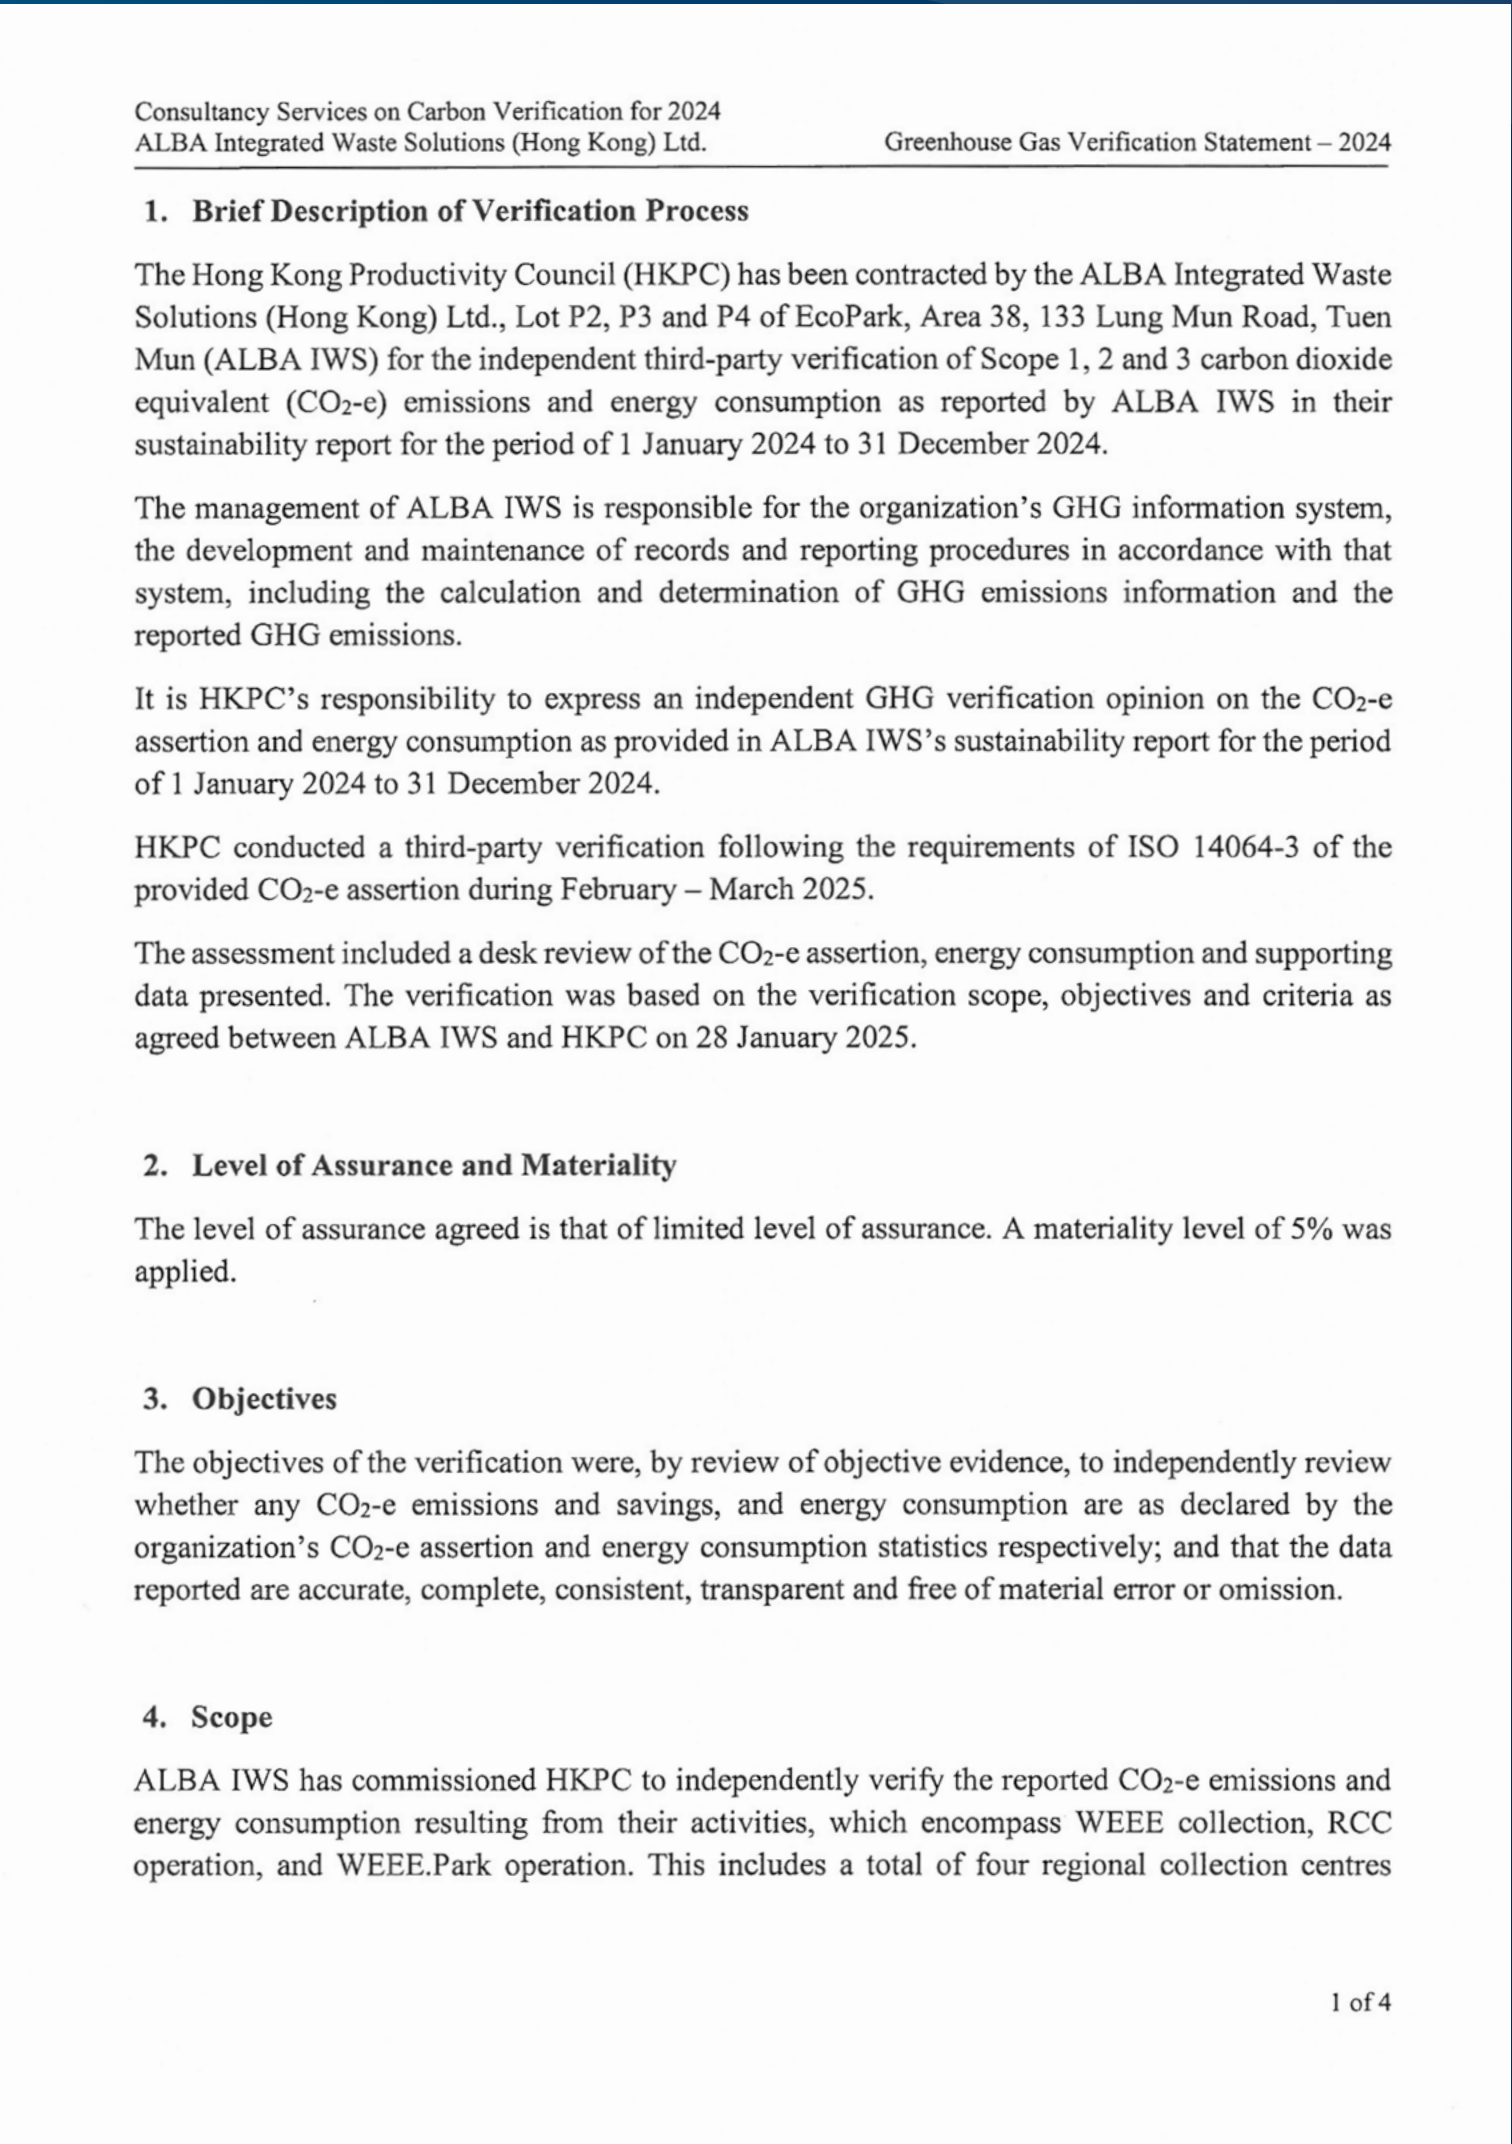 Consultancy Services on Carbon Verification for 2024
ALBA Integrated Waste Solutions (Hong Kong) Ltd. Greenhouse Gas Verification Statement – 2024
1. Brief Description of Verification Process
The Hong Kong Productivity Council (HKPC) has been contracted by the ALBA Integrated Waste
Solutions (Hong Kong) Ltd., Lot P2, P3 and P4 of EcoPark, Area 38, 133 Lung Mun Road, Tuen
Mun (ALBA IWS) for the independent third-party verification of Scope 1, 2 and 3 carbon dioxide
equivalent (CO2-e) emissions and energy consumption as reported by ALBA IWS in their
sustainability report for the period of 1 January 2024 to 31 December 2024.
The management of ALBA IWS is responsible for the organization's GHG information system,
the development and maintenance of records and reporting procedures in accordance with that
system, including the calculation and determination of GHG emissions information and the
reported GHG emissions.
It is HKPC's responsibility to express an independent GHG verification opinion on the CO2-e
assertion and energy consumption as provided in ALBA IWS's sustainability report for the period
of 1 January 2024 to 31 December 2024.
HKPC conducted a third-party verification following the requirements of ISO 14064-3 of the
provided CO2-e assertion during February – March 2025.
The assessment included a desk review of the CO2-e assertion, energy consumption and supporting
data presented. The verification was based on the verification scope, objectives and criteria as
agreed between ALBA IWS and HKPC on 28 January 2025.
2. Level of Assurance and Materiality
The level of assurance agreed is that of limited level of assurance. A materiality level of 5% was
applied.
3. Objectives
The objectives of the verification were, by review of objective evidence, to independently review
whether any CO2-e emissions and savings, and energy consumption are as declared by the
organization's CO2-e assertion and energy consumption statistics respectively; and that the data
reported are accurate, complete, consistent, transparent and free of material error or omission.
4. Scope
ALBA IWS has commissioned HKPC to independently verify the reported CO2-e emissions and
energy consumption resulting from their activities, which encompass WEEE collection, RCC
operation, and WEEE.Park operation. This includes a total of four regional collection centres
1 of 4